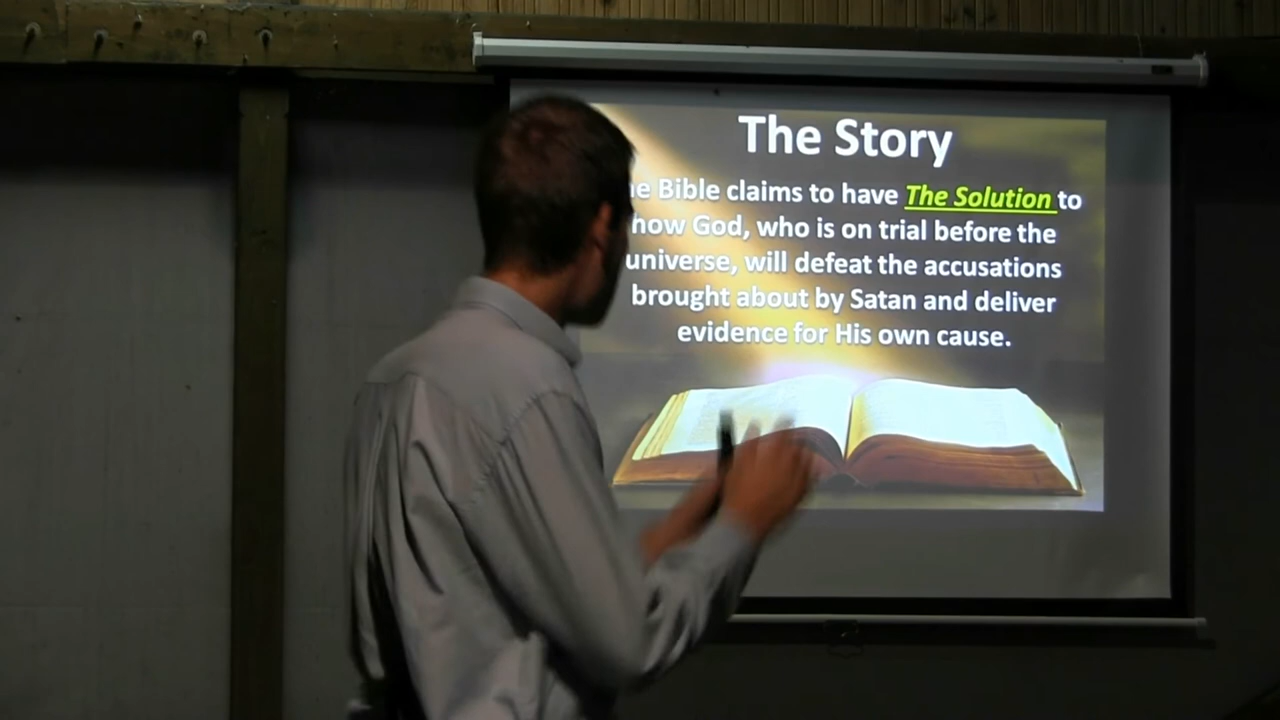 The Story
Bible claims to have The Solution to
how God, who is on trial before the
universe, will defeat the accusations
brought about by Satan and deliver
evidence for His own cause.